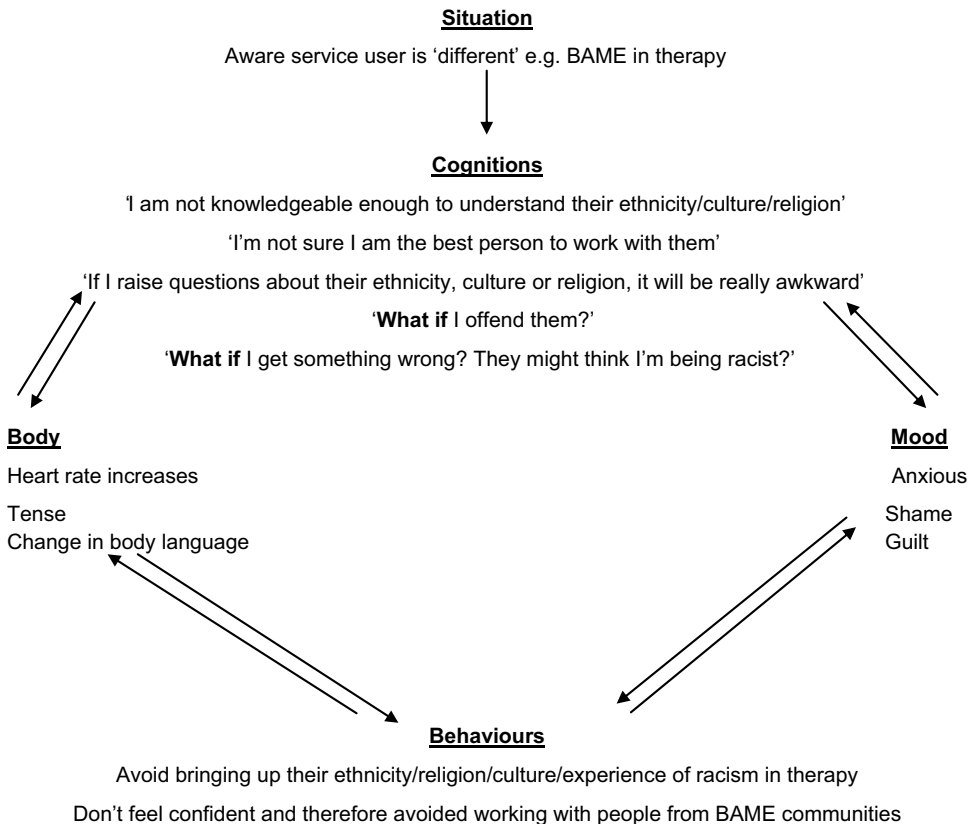 Situation
Aware service user is ‘different’ e.g. BAME in therapy
Cognitions
‘I am not knowledgeable enough to understand their ethnicity/culture/religion’
‘I’m not sure I am the best person to work with them’
‘If I raise questions about their ethnicity, culture or religion, it will be really awkward’
‘What if I offend them?’
‘What if I get something wrong? They might think I’m being racist?’
Body
Heart rate increases
Tense
Change in body language
Mood
Anxious
Shame
Guilt
Behaviours
Avoid bringing up their ethnicity/religion/culture/experience of racism in therapy
Don’t feel confident and therefore avoided working with people from BAME communities